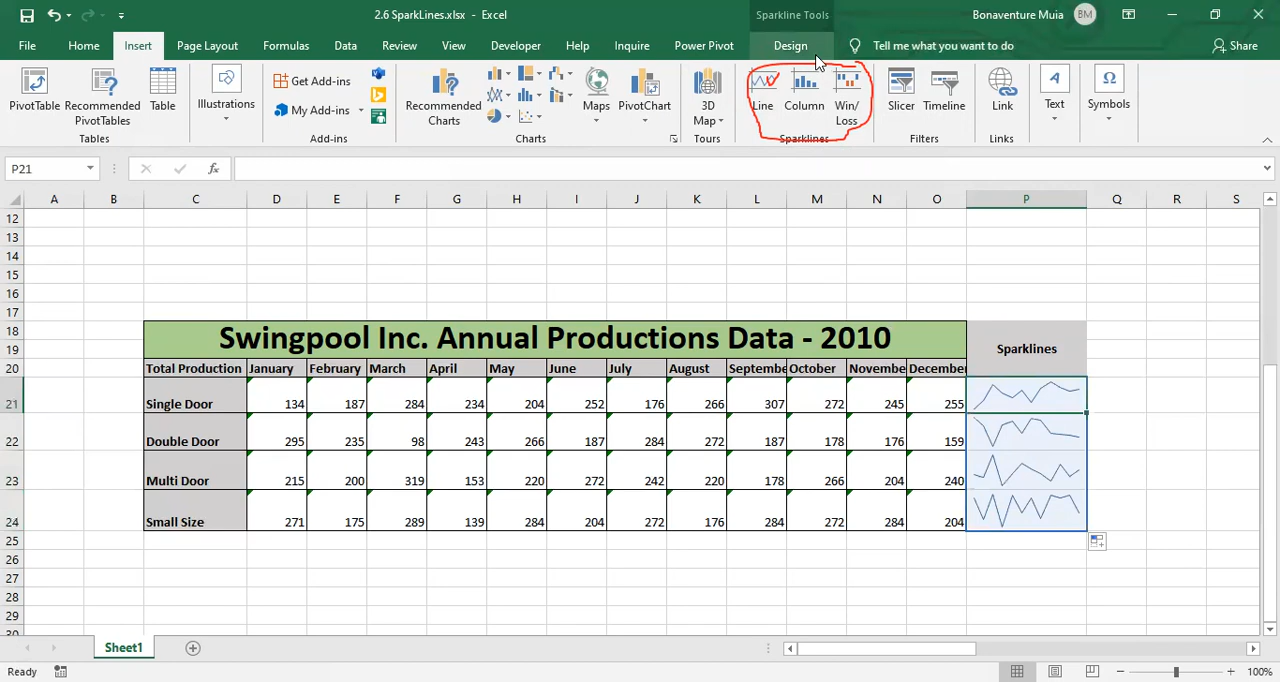 2.6 SparkLines.xlsx - Excel
Sparkline Tools
Bonaventure Muia BM
File Home Insert Page Layout Formulas Data Review View Developer Help Inquire Power Pivot Design Tell me what you want to do Share
PivotTable Recommended PivotTables Table
Tables
Illustrations
Get Add-ins
My Add-ins
Add-ins
Recommended Charts
Maps PivotChart
Charts
3D Map
Tours
Line Column Win/Loss
Sparklines
Slicer Timeline
Filters
Link
Links
Text
Symbols
P21
fx
A B C D E F G H I J K L M N O P Q R S
12
13
14
15
16
17
18
Swingpool Inc. Annual Productions Data - 2010
Sparklines
19
20 Total Production January February March April May June July August Septembe October Novembe December
21 Single Door 134 187 284 234 204 252 176 266 307 272 245 255
22 Double Door 295 235 98 243 266 187 284 272 187 178 176 159
23 Multi Door 215 200 319 153 220 272 242 220 178 266 204 240
24 Small Size 271 175 289 139 284 204 272 176 284 272 284 204
25
26
27
28
29
30
Sheet1
Ready
100%